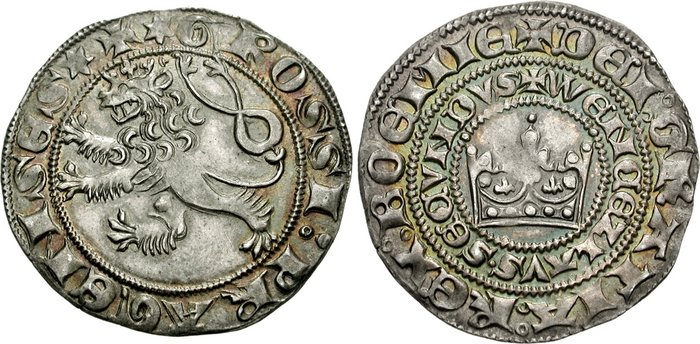 ✶GROSSI:PRAGENSES✶
✠WENCEZLAVS:SECVNDVS
✠DEI:GRATIA:REX:BOEMIE